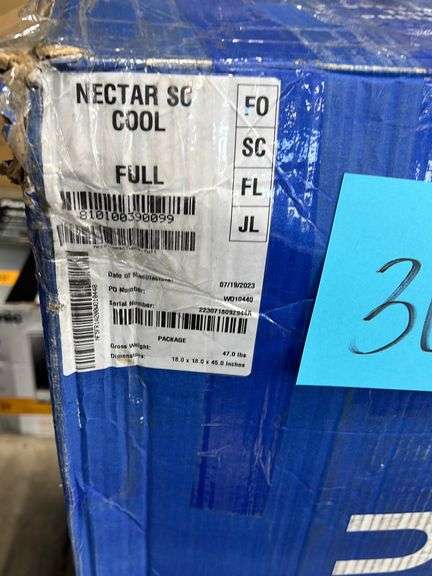 NECTAR SC
COOL
FULL
FO
SC
FL
JL
810100390099
Date of Manufacture:
07/19/2023
PO Number:
WD10440
Serial Number:
PACKAGE
Gross Weight:
47.0 lbs
Dimensions:
18.0 x 18.0 x 45.0 inches